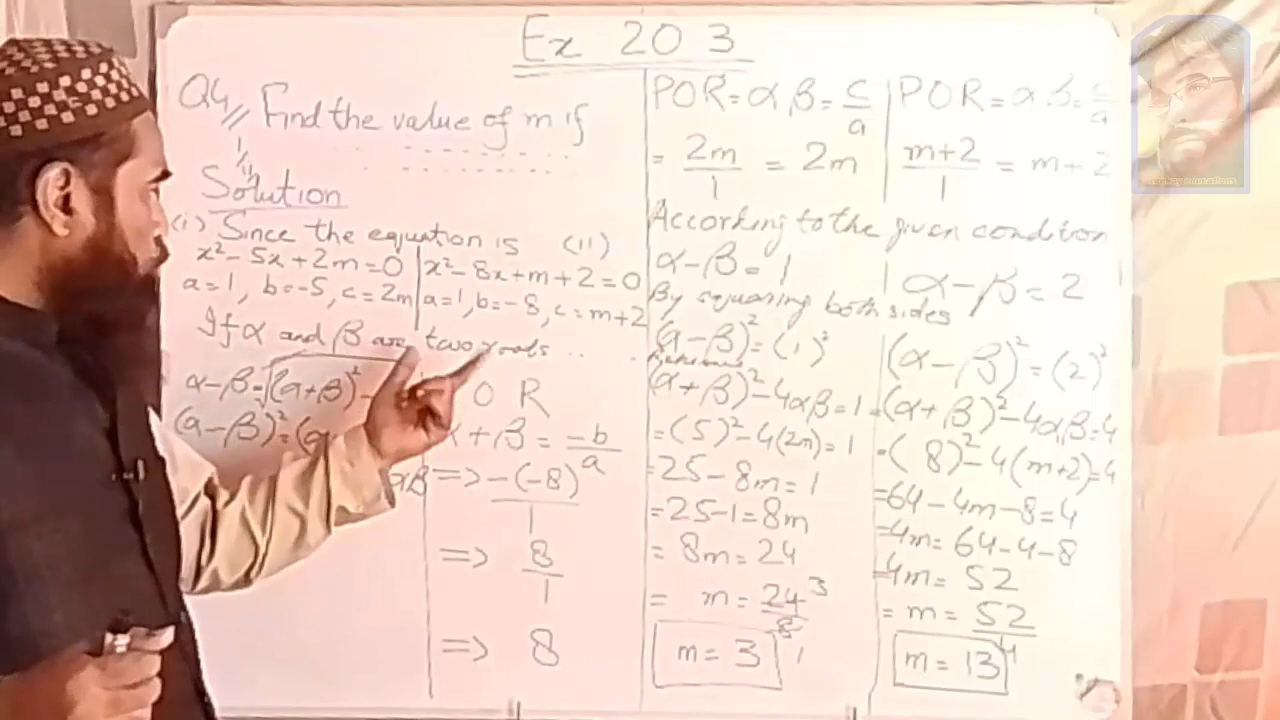 Ex 20 3
Q4 Find the value of m if
i, ii
Solution
(i) Since the equation is (ii)
x² - 5x + 2m = 0 | x² - 8x + m + 2 = 0
a = 1, b = -5, c = 2m | a = 1, b = -8, c = m + 2
If α and β are two roots ..
α - β = √(α + β)² -
(α - β)² = (α
αβ
O R
+ β = -b/a
=> -(-8)/1
=> 8/1
=> 8
POR = α β = c/a
= 2m/1 = 2m
According to the given condition
α - β = 1
By squaring both sides
(α - β)² = (1)²
(α + β)² - 4αβ = 1
= (5)² - 4(2m) = 1
= 25 - 8m = 1
= 25 - 1 = 8m
= 8m = 24
= m = 24/8 3 1
m = 3
POR = α β = c/a
m+2/1 = m + 2
α - β = 2
(α - β)² = (2)²
= (α + β)² - 4αβ = 4
= (8)² - 4(m+2) = 4
= 64 - 4m - 8 = 4
= 4m = 64 - 4 - 8
= 4m = 52
= m = 52/4
m = 13